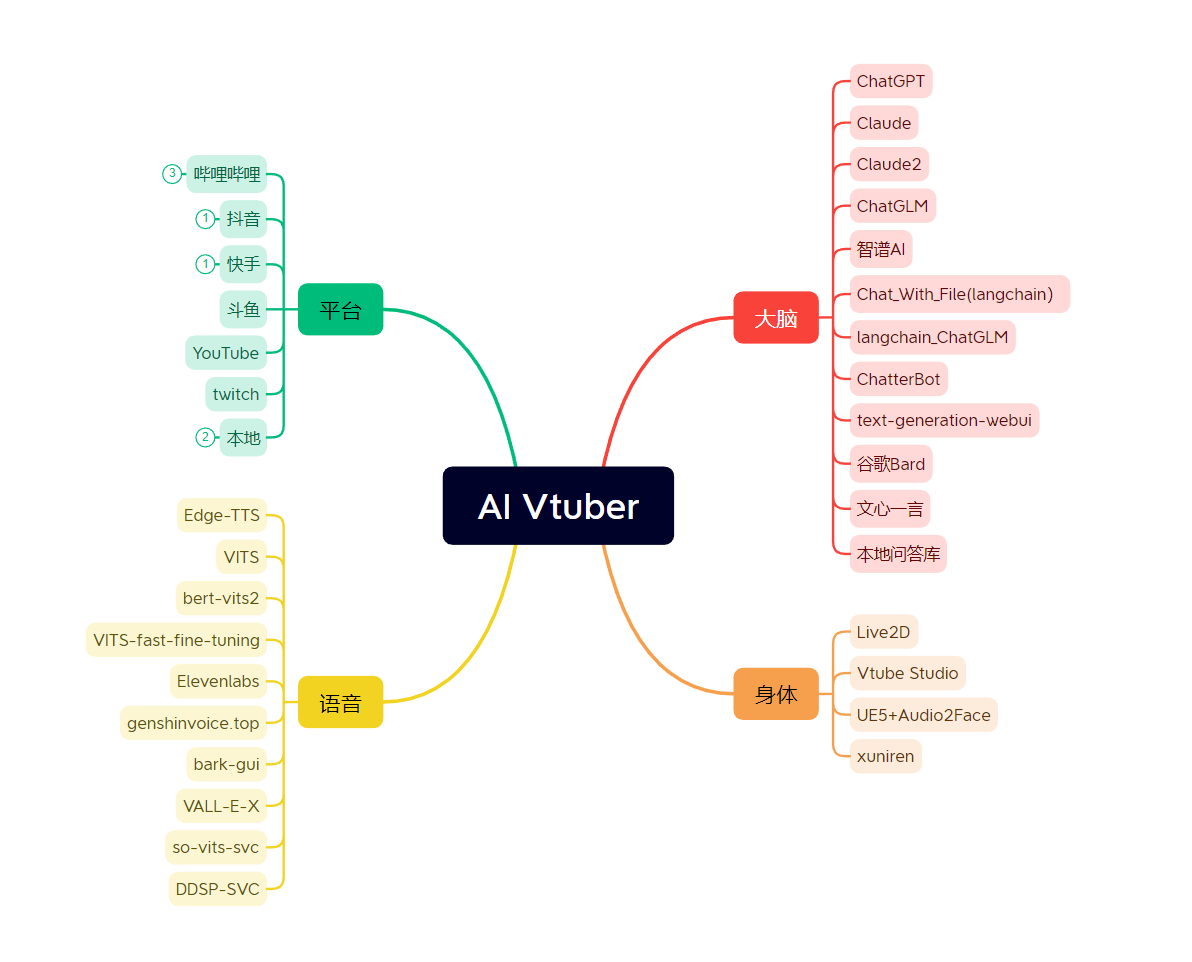 AI Vtuber
平台
3
哔哩哔哩
1
抖音
1
快手
斗鱼
YouTube
twitch
2
本地
语音
Edge-TTS
VITS
bert-vits2
VITS-fast-fine-tuning
Elevenlabs
genshinvoice.top
bark-gui
VALL-E-X
so-vits-svc
DDSP-SVC
大脑
ChatGPT
Claude
Claude2
ChatGLM
智谱AI
Chat_With_File(langchain)
langchain_ChatGLM
ChatterBot
text-generation-webui
谷歌Bard
文心一言
本地问答库
身体
Live2D
Vtube Studio
UE5+Audio2Face
xuniren